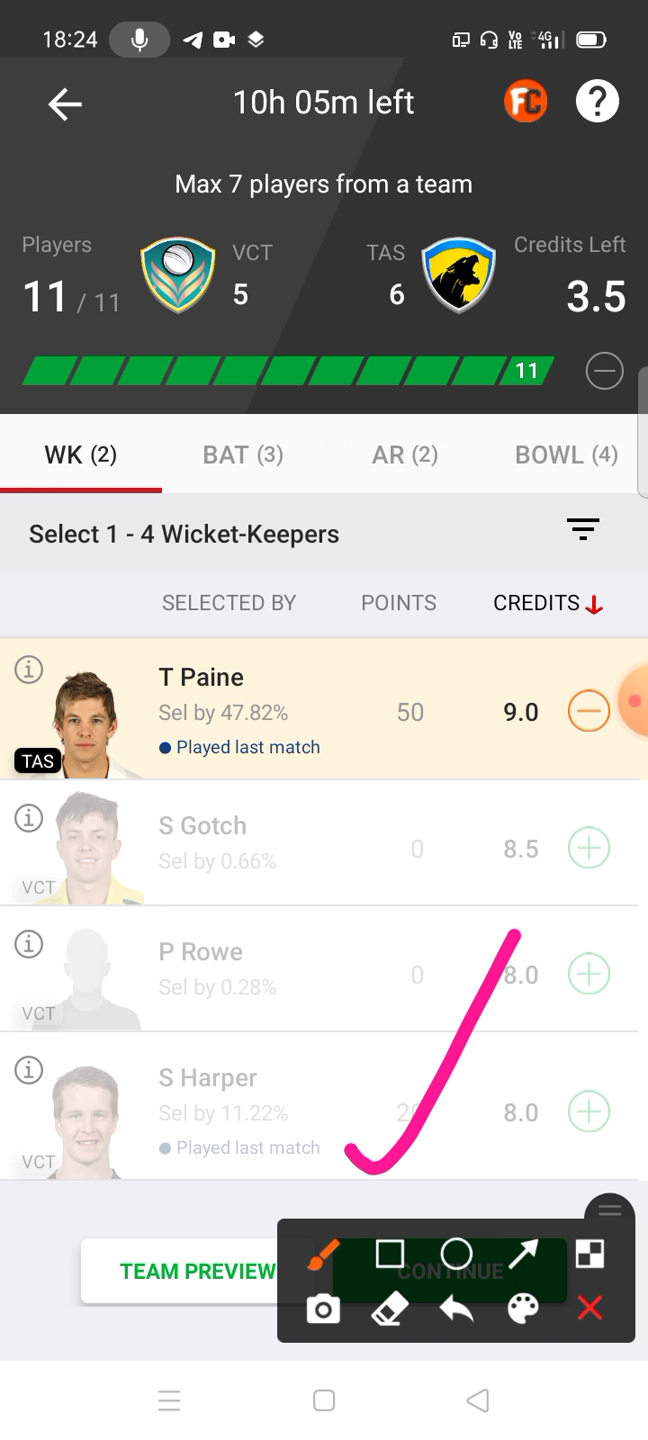 18:24 Vo LTE 4G
10h 05m left FC ?
Max 7 players from a team
Players VCT TAS Credits Left
11 / 11 5 6 3.5
11
WK (2) BAT (3) AR (2) BOWL (4)
Select 1 - 4 Wicket-Keepers
SELECTED BY POINTS CREDITS
T Paine
Sel by 47.82% 50 9.0
Played last match
TAS
S Gotch
Sel by 0.66% 0 8.5
VCT
P Rowe
Sel by 0.28% 0 8.0
VCT
S Harper
Sel by 11.22% 8.0
Played last match
VCT
TEAM PREVIEW CONTINUE